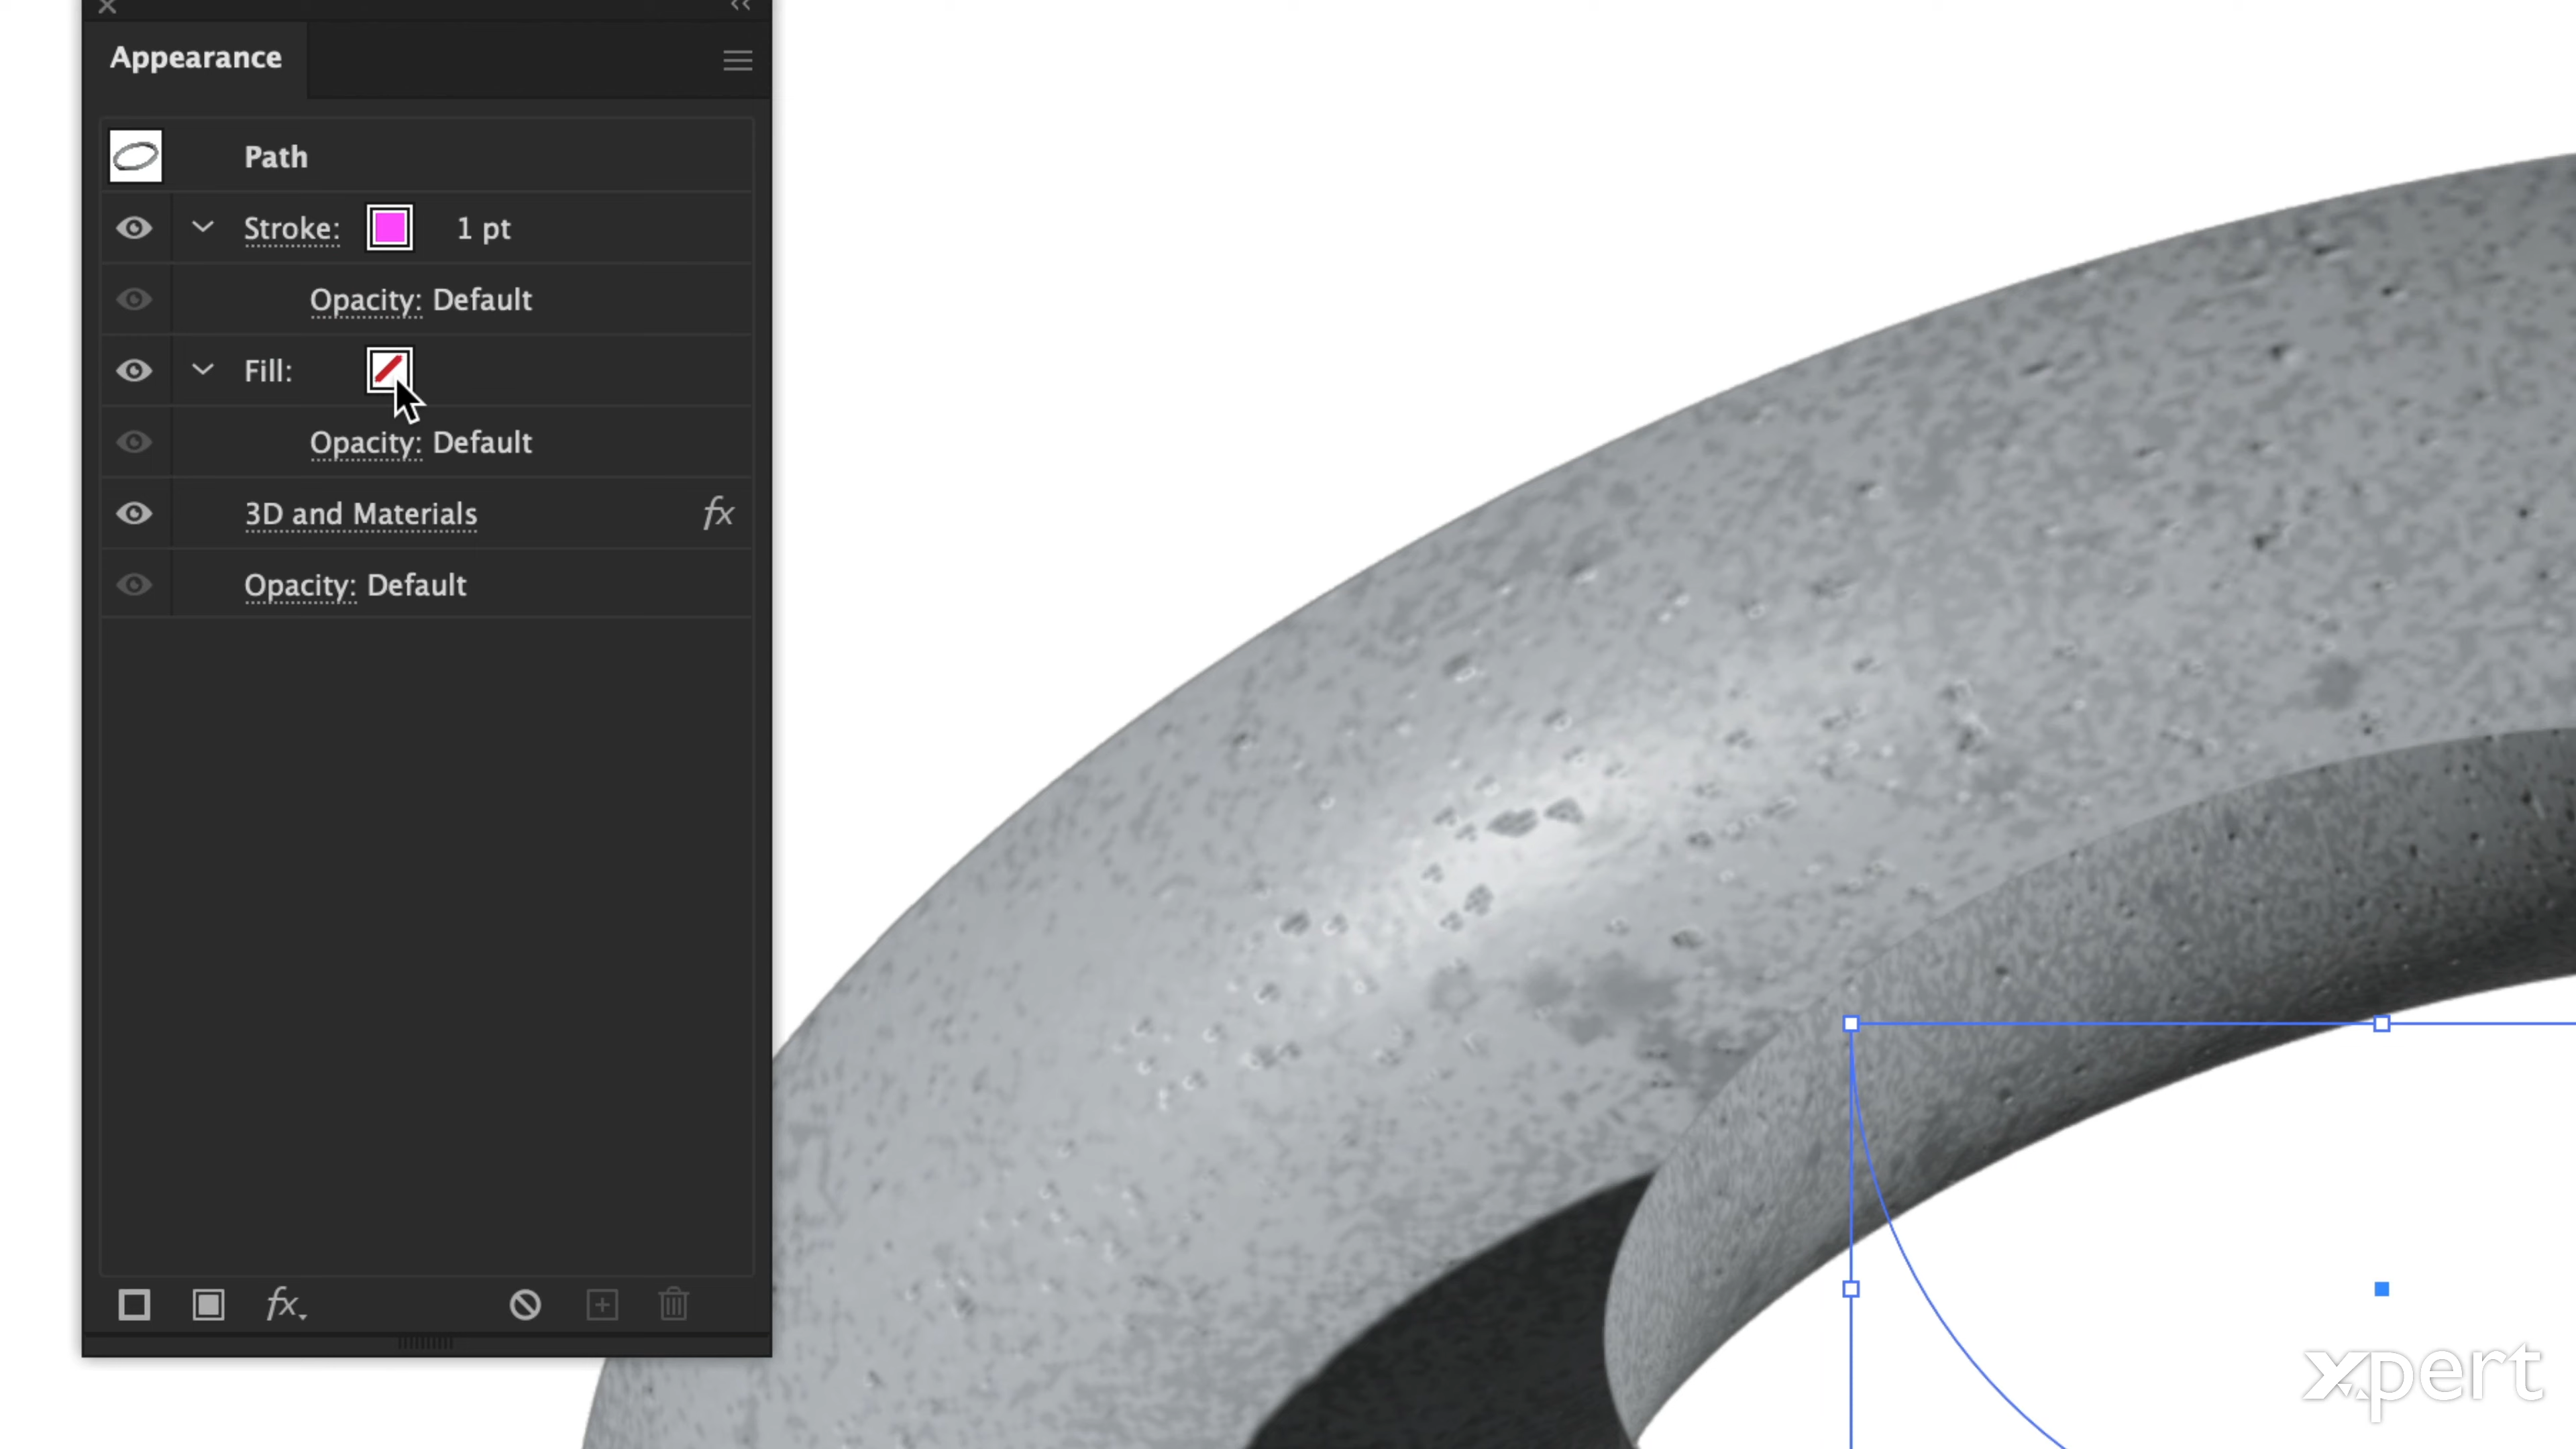 Appearance
Path
Stroke: 1 pt
Opacity: Default
Fill:
Opacity: Default
3D and Materials fx
Opacity: Default
fx
xpert